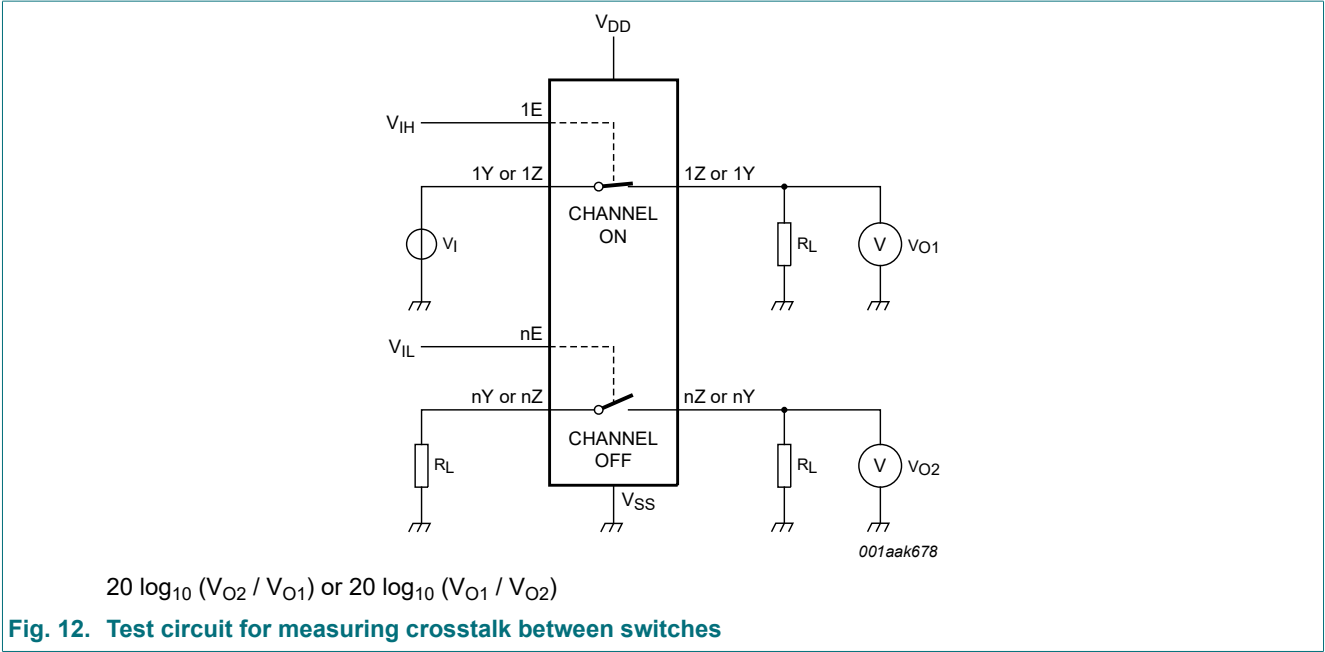 VDD
1E
VIH
1Y or 1Z
1Z or 1Y
CHANNEL
ON
VI
RL
V
VO1
nE
VIL
nY or nZ
nZ or nY
CHANNEL
OFF
RL
RL
V
VO2
VSS
001aak678
20 log10 (VO2 / VO1) or 20 log10 (VO1 / VO2)
Fig. 12. Test circuit for measuring crosstalk between switches